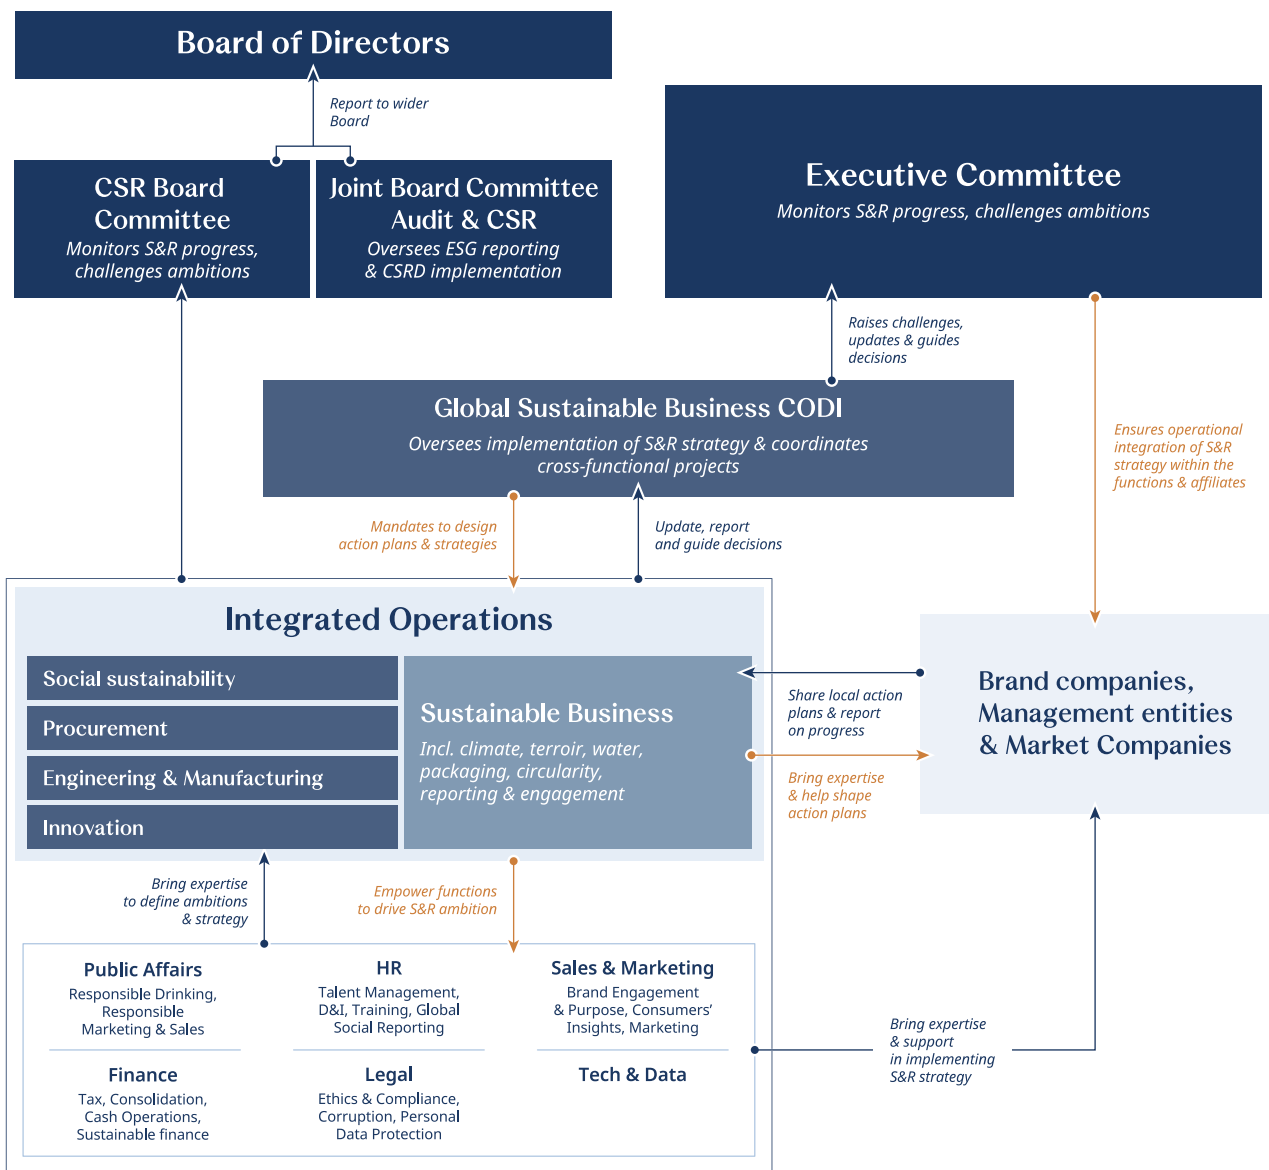 Board of Directors
Report to wider
Board
CSR Board
Committee
Monitors S&R progress,
challenges ambitions
Joint Board Committee
Audit & CSR
Oversees ESG reporting
& CSRD implementation
Executive Committee
Monitors S&R progress, challenges ambitions
Raises challenges,
updates & guides
decisions
Global Sustainable Business CODI
Oversees implementation of S&R strategy & coordinates
cross-functional projects
Ensures operational
integration of S&R
strategy within the
functions & affiliates
Mandates to design
action plans & strategies
Update, report
and guide decisions
Integrated Operations
Social sustainability
Procurement
Engineering & Manufacturing
Innovation
Sustainable Business
Incl. climate, terroir, water,
packaging, circularity,
reporting & engagement
Share local action
plans & report
on progress
Bring expertise
& help shape
action plans
Brand companies,
Management entities
& Market Companies
Bring expertise
to define ambitions
& strategy
Empower functions
to drive S&R ambition
Public Affairs
Responsible Drinking,
Responsible
Marketing & Sales
HR
Talent Management,
D&I, Training, Global
Social Reporting
Sales & Marketing
Brand Engagement
& Purpose, Consumers’
Insights, Marketing
Finance
Tax, Consolidation,
Cash Operations,
Sustainable finance
Legal
Ethics & Compliance,
Corruption, Personal
Data Protection
Tech & Data
Bring expertise
& support
in implementing
S&R strategy